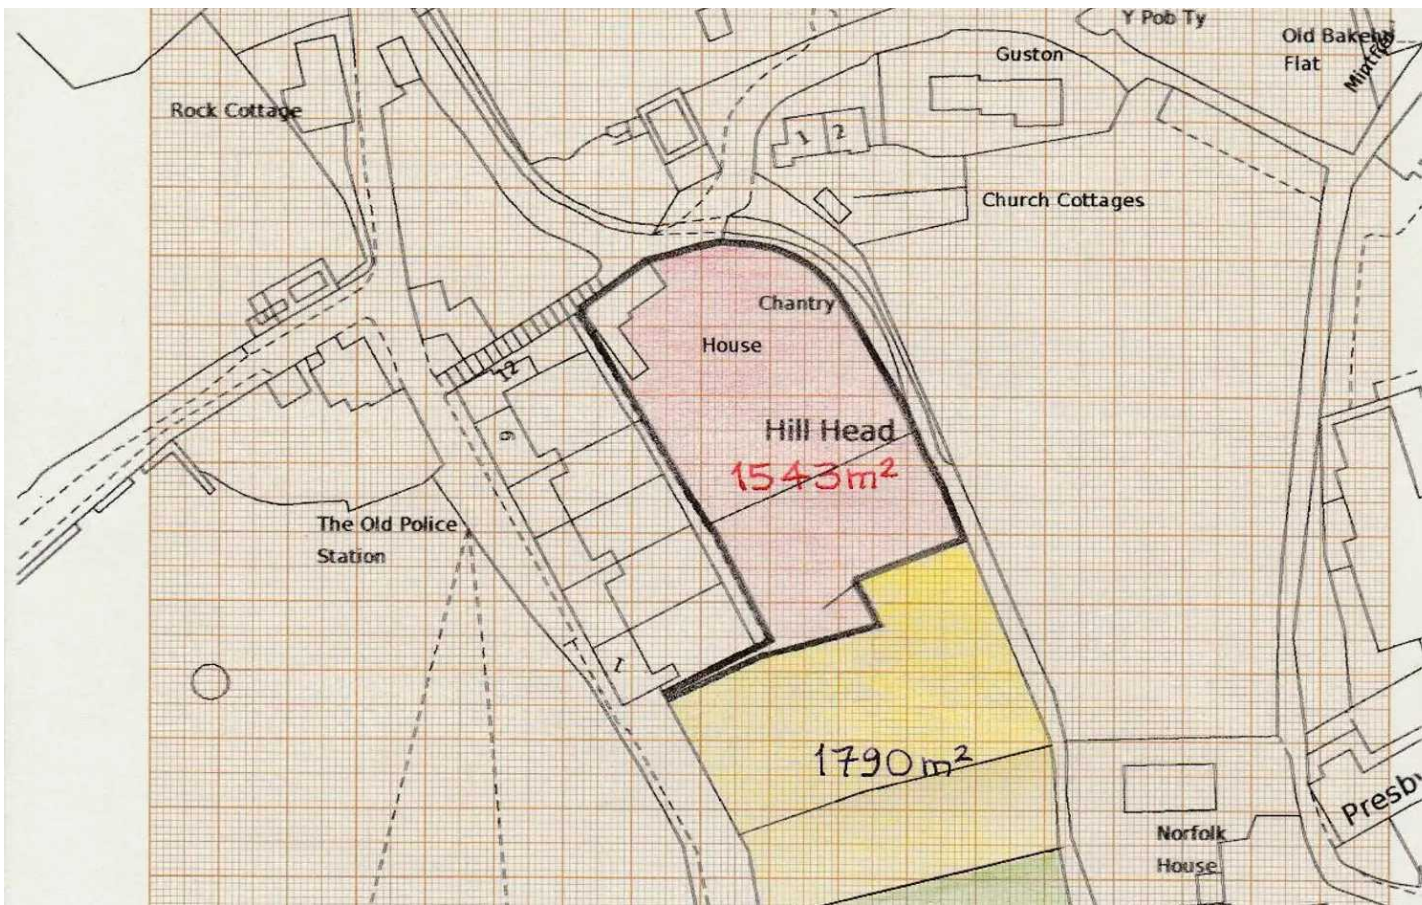 Y Pob Ty
Old Bakery
Flat
Guston
Rock Cottage
1
2
Church Cottages
Chantry
House
12
Hill Head
9
1543m²
The Old Police
Station
1
1790m²
Norfolk
House
Presby